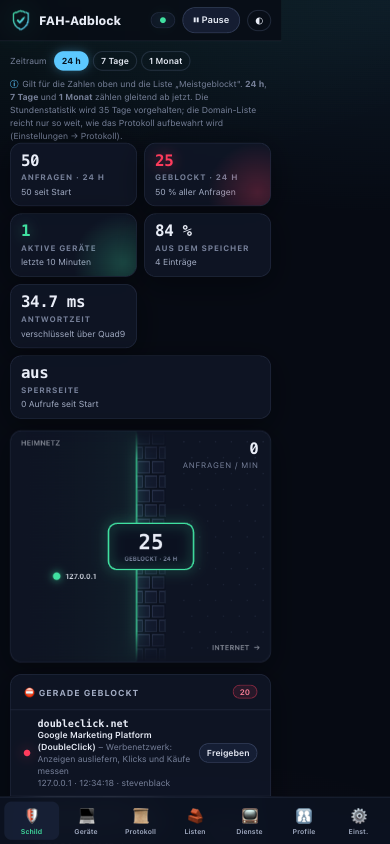 FAH-Adblock
Pause
Zeitraum 24 h 7 Tage 1 Monat
Gilt für die Zahlen oben und die Liste „Meistgeblockt". 24 h,
7 Tage und 1 Monat zählen gleitend ab jetzt. Die
Stundenstatistik wird 35 Tage vorgehalten; die Domain-Liste
reicht nur so weit, wie das Protokoll aufbewahrt wird
(Einstellungen → Protokoll).
50
ANFRAGEN · 24 H
50 seit Start
25
GEBLOCKT · 24 H
50 % aller Anfragen
1
AKTIVE GERÄTE
letzte 10 Minuten
84 %
AUS DEM SPEICHER
4 Einträge
34.7 ms
ANTWORTZEIT
verschlüsselt über Quad9
aus
SPERRSEITE
0 Aufrufe seit Start
HEIMNETZ
0
ANFRAGEN / MIN
25
GEBLOCKT · 24 H
127.0.0.1
INTERNET →
GERADE GEBLOCKT
20
doubleclick.net
Google Marketing Platform
(DoubleClick) – Werbenetzwerk:
Anzeigen ausliefern, Klicks und Käufe
messen
127.0.0.1 · 12:34:18 · stevenblack
Freigeben
Schild Geräte Protokoll Listen Dienste Profile Einst.